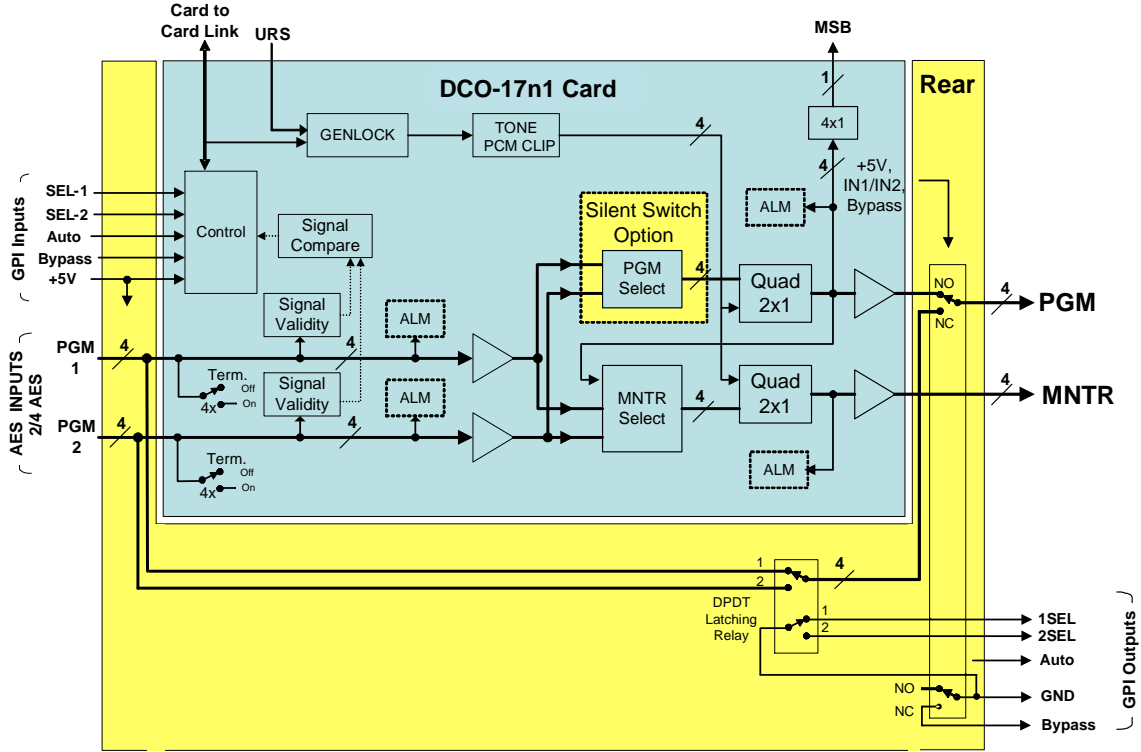 Card to
Card Link
URS
MSB
DCO-17n1 Card
Rear
1
GENLOCK
TONE
PCM CLIP
4
4x1
4
+5V,
IN1/IN2,
Bypass
GPI Inputs
SEL-1
SEL-2
Auto
Bypass
+5V
Control
Signal
Compare
ALM
Silent Switch
Option
PGM
Select
4
Quad
2x1
NO
NC
4
PGM
Signal
Validity
ALM
AES INPUTS
2/4 AES
PGM
1
4
4
Term.
Off
4x
On
Signal
Validity
ALM
MNTR
Select
4
Quad
2x1
4
MNTR
PGM
2
4
4
Term.
Off
4x
On
ALM
1
2
4
DPDT
Latching
Relay
1
2
1SEL
2SEL
Auto
NO
GND
NC
Bypass
GPI Outputs